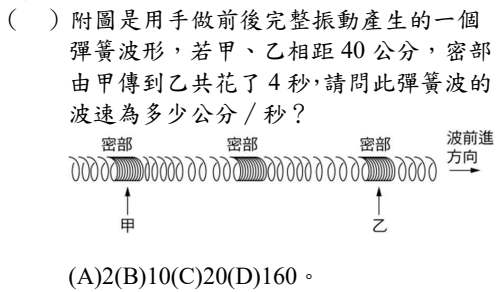 （　）附圖是用手做前後完整振動產生的一個
彈簧波形，若甲、乙相距 40 公分，密部
由甲傳到乙共花了 4 秒，請問此彈簧波的
波速為多少公分／秒？
密部 密部 密部 波前進
方向
甲 乙
(A)2(B)10(C)20(D)160。